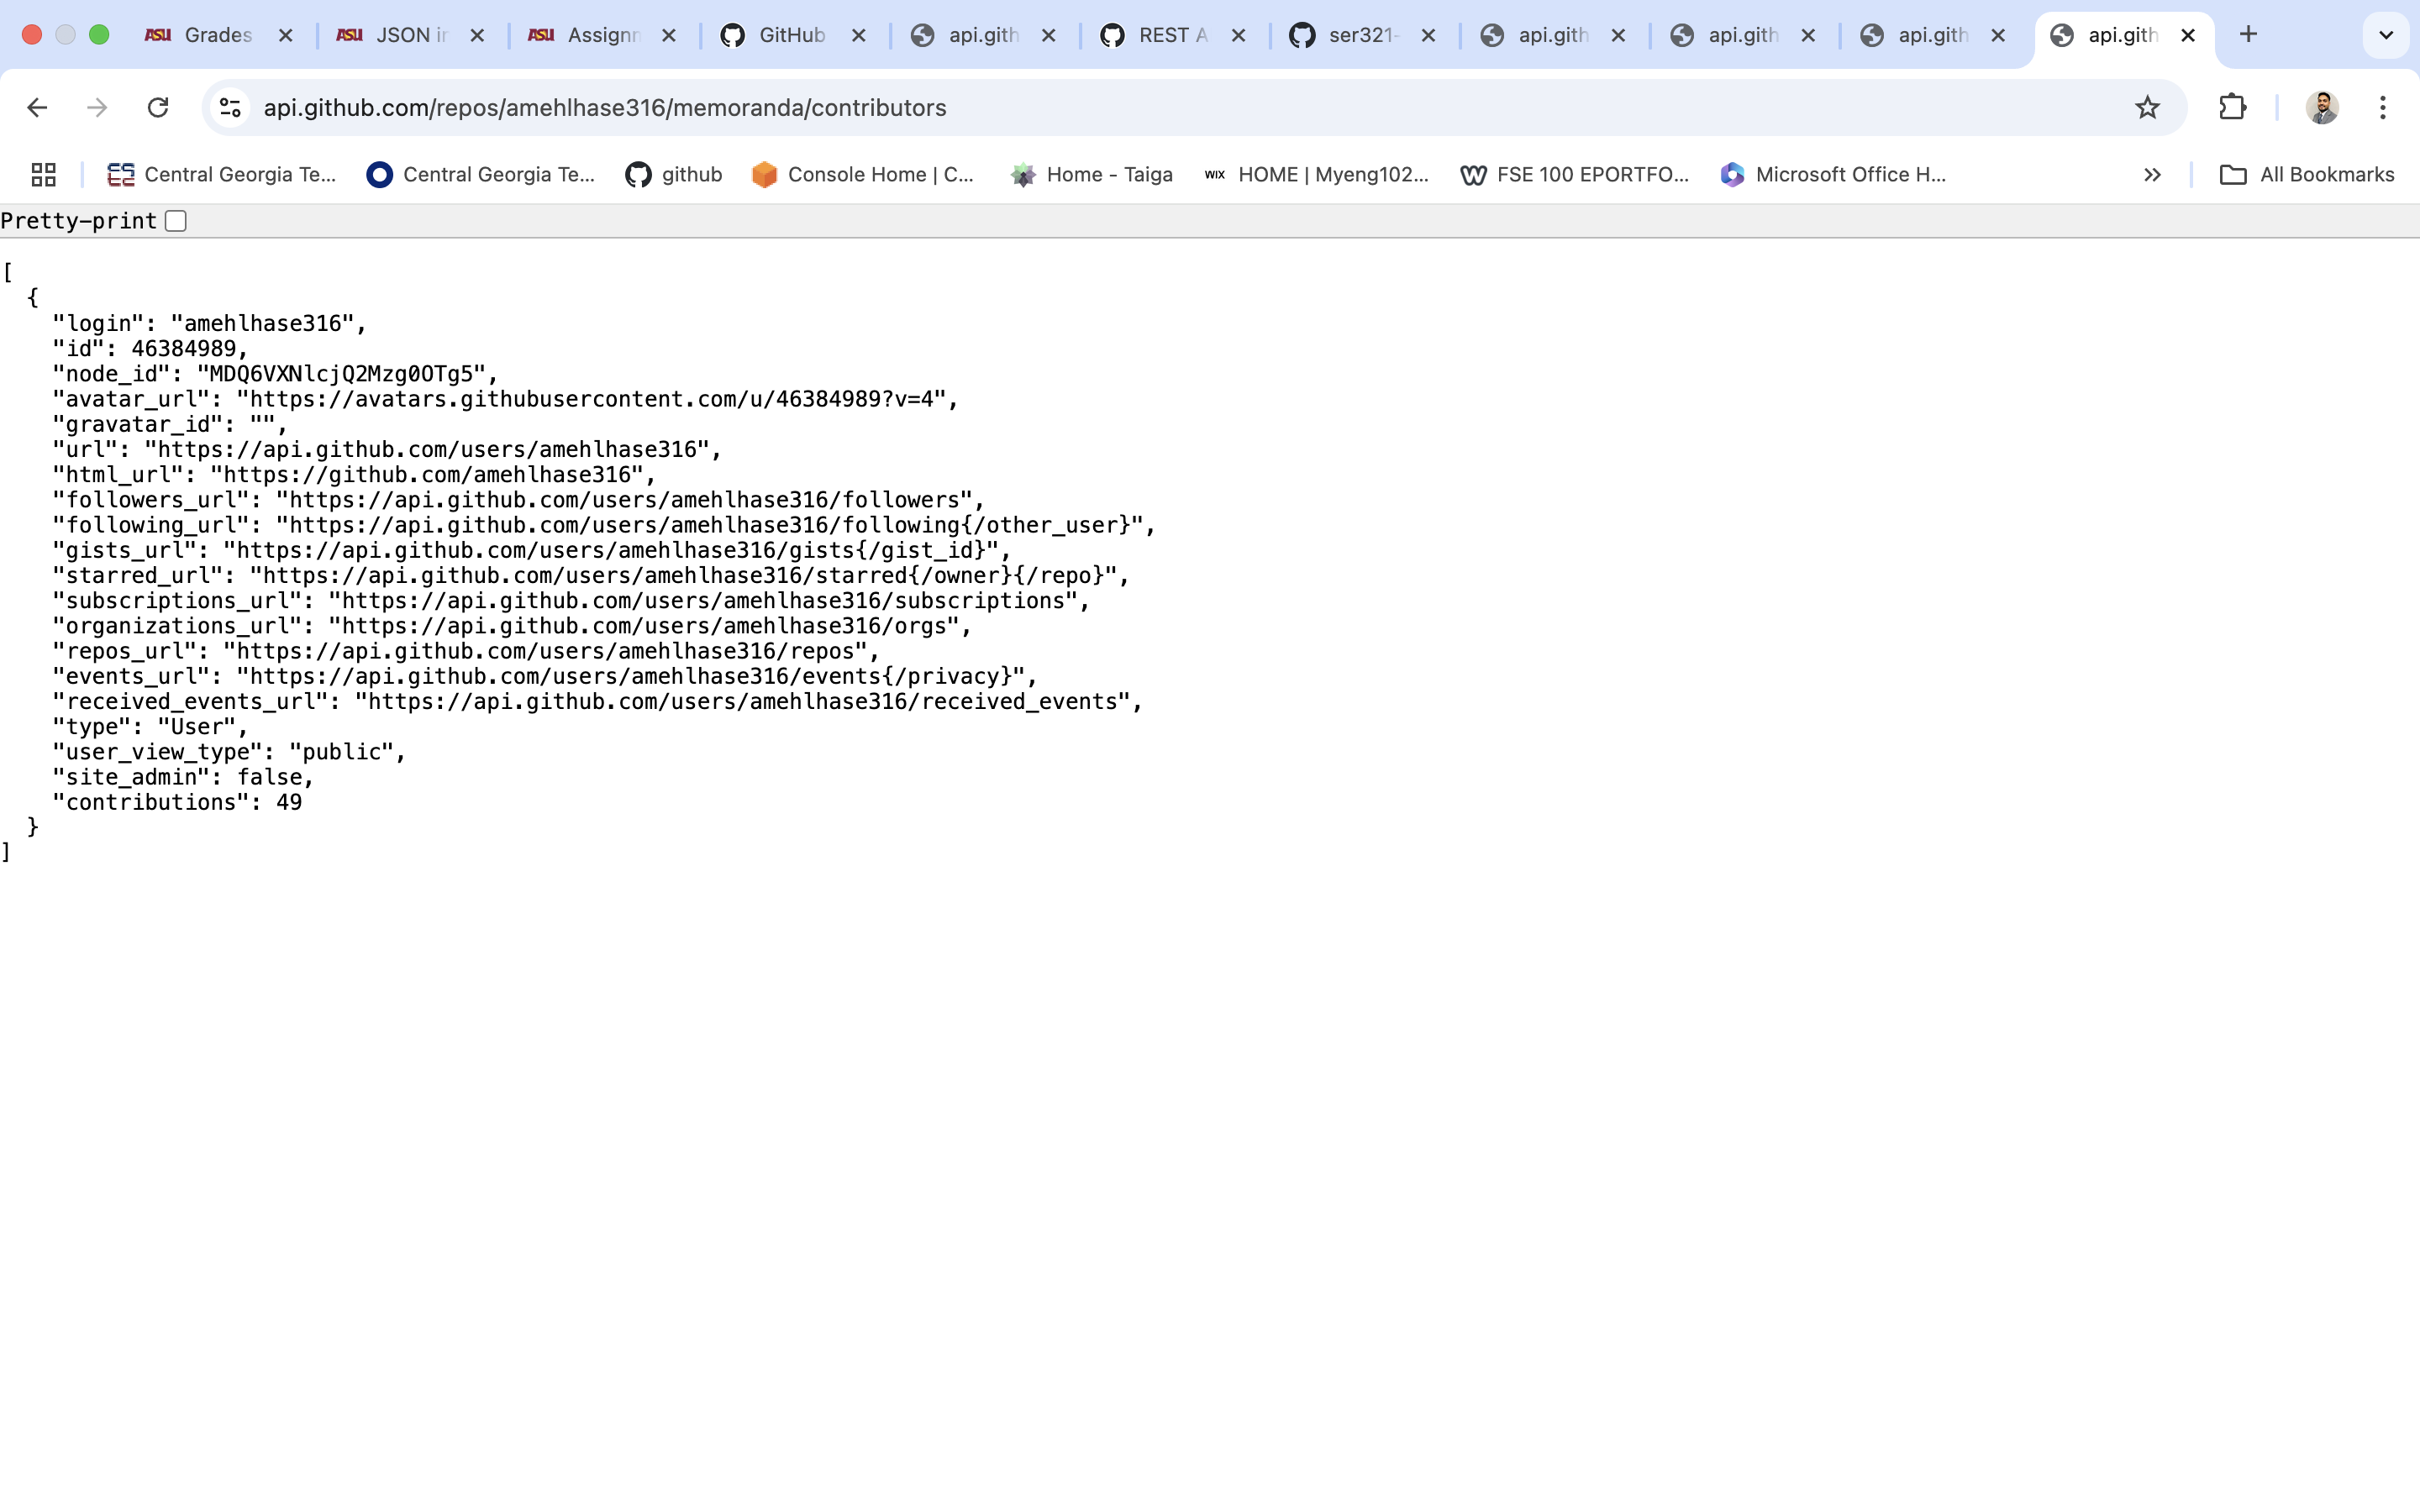 Grades
JSON in
Assignn
GitHub
api.gith
REST A
ser321-
api.gith
api.gith
api.gith
api.gith
api.github.com/repos/amehlhase316/memoranda/contributors
Central Georgia Te...
Central Georgia Te...
github
Console Home | C...
Home - Taiga
WIX HOME | Myeng102...
FSE 100 EPORTFO...
Microsoft Office H...
All Bookmarks
Pretty-print
[
{
"login": "amehlhase316",
"id": 46384989,
"node_id": "MDQ6VXNlcjQ2Mzg0OTg5",
"avatar_url": "https://avatars.githubusercontent.com/u/46384989?v=4",
"gravatar_id": "",
"url": "https://api.github.com/users/amehlhase316",
"html_url": "https://github.com/amehlhase316",
"followers_url": "https://api.github.com/users/amehlhase316/followers",
"following_url": "https://api.github.com/users/amehlhase316/following{/other_user}",
"gists_url": "https://api.github.com/users/amehlhase316/gists{/gist_id}",
"starred_url": "https://api.github.com/users/amehlhase316/starred{/owner}{/repo}",
"subscriptions_url": "https://api.github.com/users/amehlhase316/subscriptions",
"organizations_url": "https://api.github.com/users/amehlhase316/orgs",
"repos_url": "https://api.github.com/users/amehlhase316/repos",
"events_url": "https://api.github.com/users/amehlhase316/events{/privacy}",
"received_events_url": "https://api.github.com/users/amehlhase316/received_events",
"type": "User",
"user_view_type": "public",
"site_admin": false,
"contributions": 49
}
]